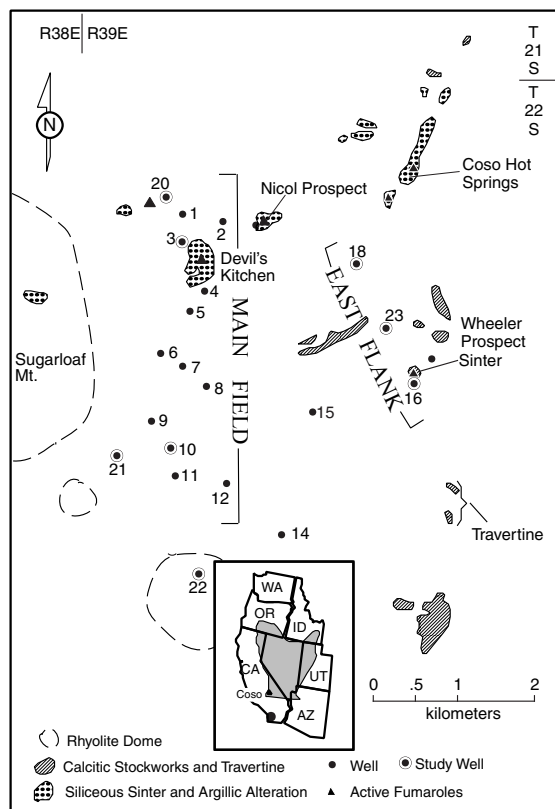 R38E R39E
T
21
S
T
22
S
N
Coso Hot
Springs
20
Nicol Prospect
1
2
3
Devil's
Kitchen
18
4
5
MAIN FIELD
EAST FLANK
23
Wheeler
Prospect
Sinter
6
7
Sugarloaf
Mt.
8
16
15
9
10
21
11
12
Travertine
14
22
WA
OR
ID
CA
UT
Coso
AZ
0 .5 1 2
kilometers
Rhyolite Dome
Calcitic Stockworks and Travertine
Well
Study Well
Siliceous Sinter and Argillic Alteration
Active Fumaroles